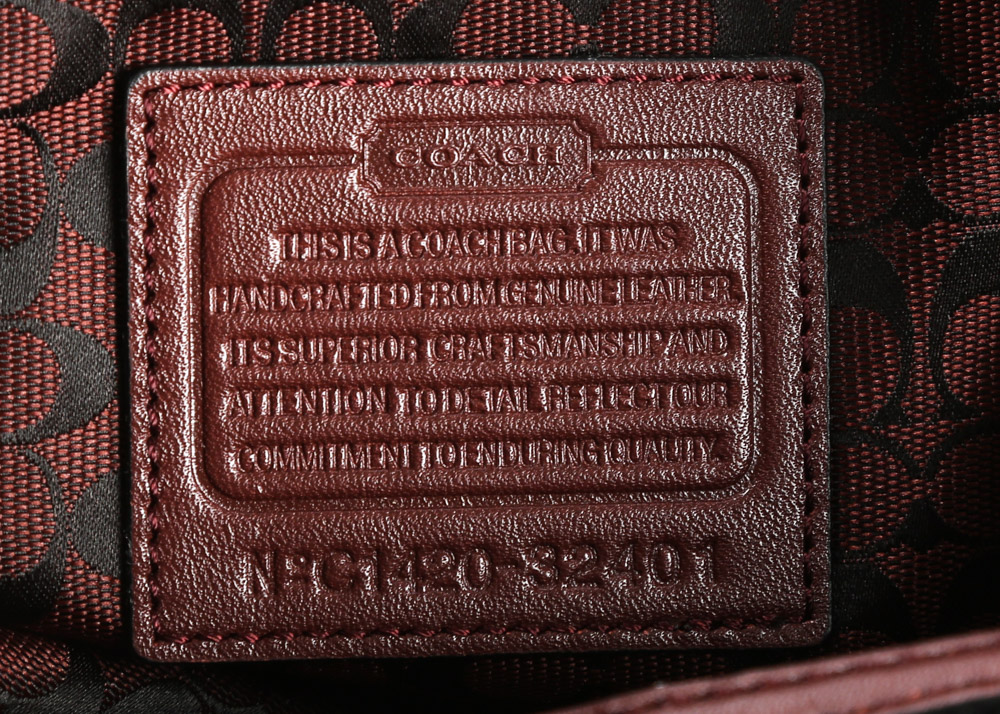 COACH
THIS IS A COACH BAG. IT WAS
HANDCRAFTED FROM GENUINE LEATHER.
ITS SUPERIOR CRAFTSMANSHIP AND
ATTENTION TO DETAIL REFLECT OUR
COMMITMENT TO ENDURING QUALITY.
Nº C1420-32401